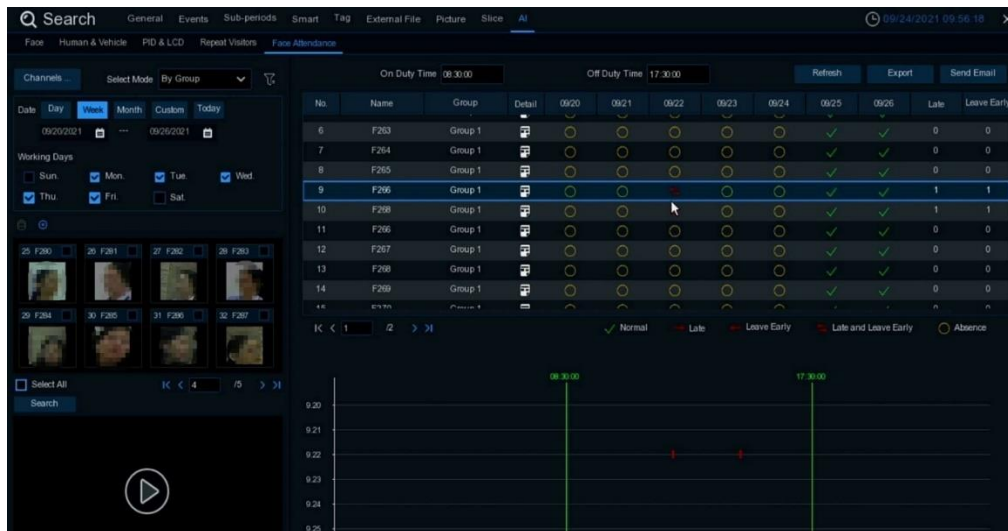 Search General Events Sub-periods Smart Tag External File Picture Slice AI 09/24/2021 09:56:18
Face Human & Vehicle PID & LCD Repeat Visitors Face Attendance
Channels... Select Mode By Group
On Duty Time 08:30:00 Off Duty Time 17:30:00 Refresh Export Send Email
Date Day Week Month Custom Today
09/20/2021 --- 09/26/2021
Working Days
Sun. Mon. Tue. Wed.
Thu. Fri. Sat.
25 F280 26 F281 27 F282 28 F283
29 F284 30 F285 31 F286 32 F287
Select All 4 /5
Search
No. Name Group Detail 09/20 09/21 09/22 09/23 09/24 09/25 09/26 Late Leave Early
6 F263 Group 1 0 0
7 F264 Group 1 0 0
8 F265 Group 1 0 0
9 F266 Group 1 1 1
10 F268 Group 1 1 1
11 F266 Group 1 0 0
12 F267 Group 1 0 0
13 F268 Group 1 0 0
14 F269 Group 1 0 0
1 /2 Normal Late Leave Early Late and Leave Early Absence
08:30:00 17:30:00
9.20
9.21
9.22
9.23
9.24
9.25